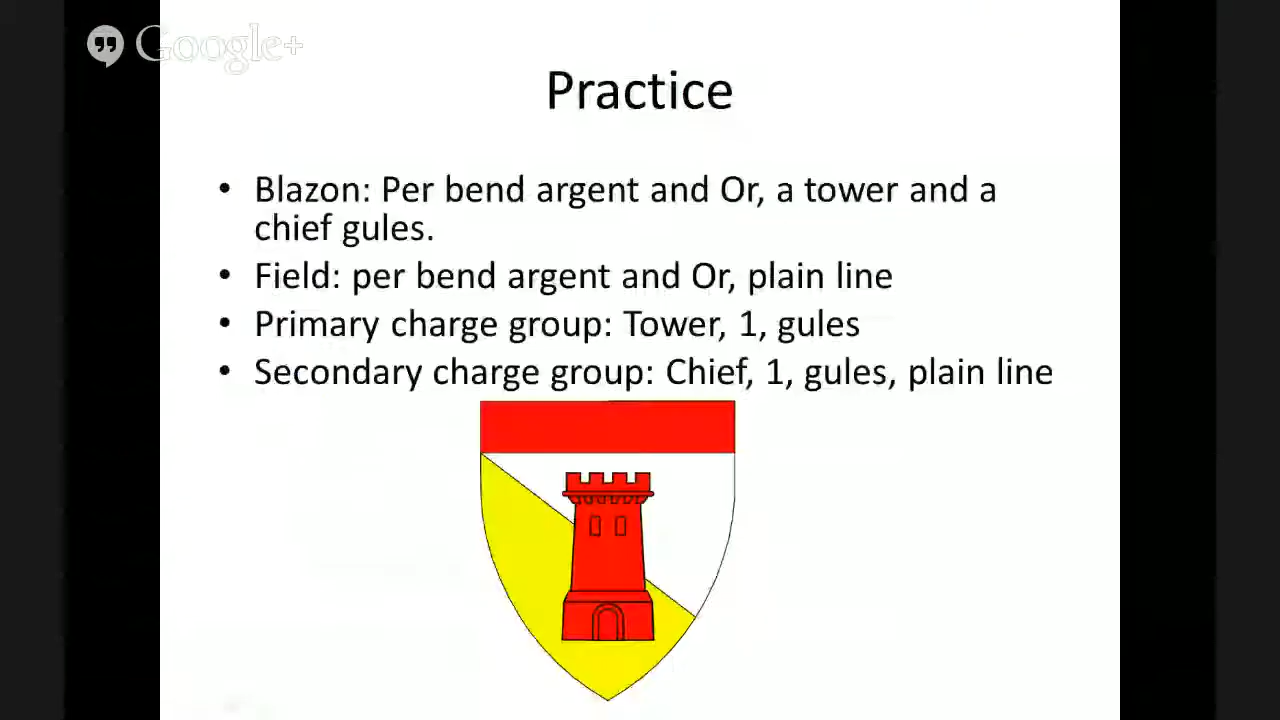 Google+
Practice
• Blazon: Per bend argent and Or, a tower and a
chief gules.
• Field: per bend argent and Or, plain line
• Primary charge group: Tower, 1, gules
• Secondary charge group: Chief, 1, gules, plain line